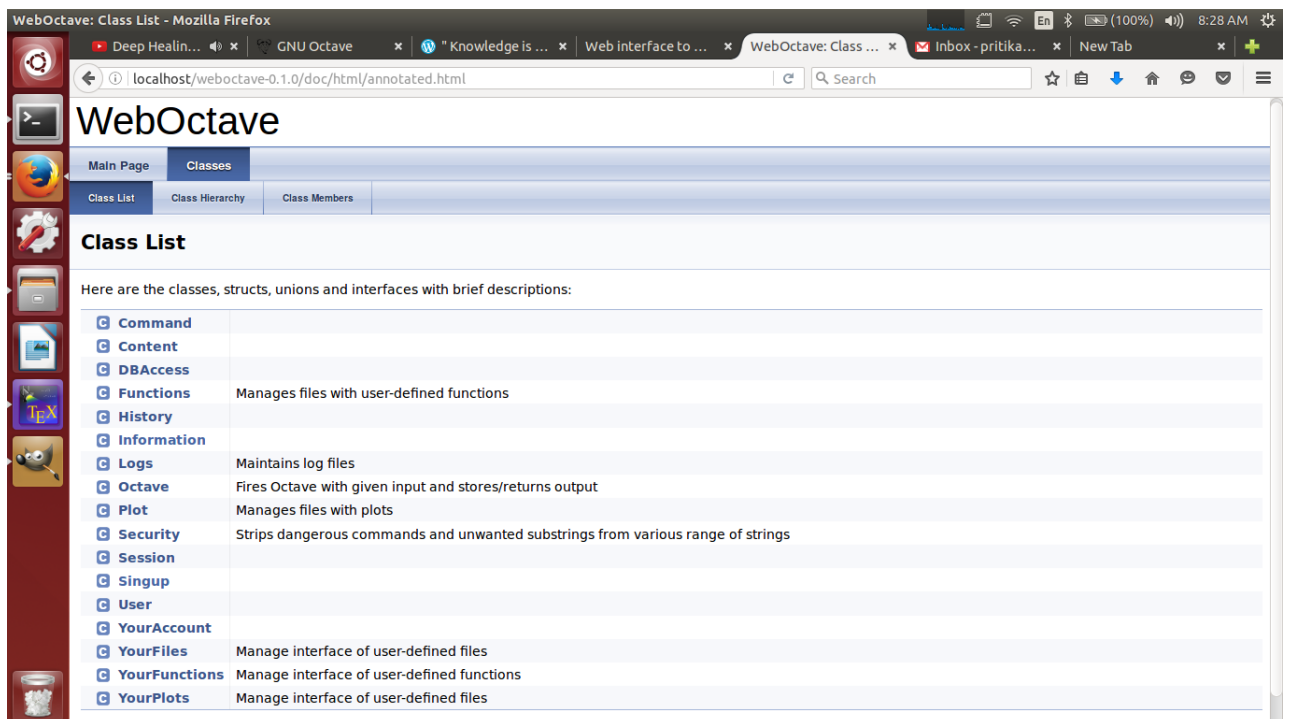 WebOctave: Class List - Mozilla Firefox En (100%) 8:28 AM
Deep Healin... × GNU Octave × " Knowledge is ... × Web interface to ... × WebOctave: Class ... × Inbox - pritika... × New Tab ×
localhost/weboctave-0.1.0/doc/html/annotated.html Search
WebOctave
Main Page Classes
Class List Class Hierarchy Class Members
Class List
Here are the classes, structs, unions and interfaces with brief descriptions:
C Command
C Content
C DBAccess
C Functions Manages files with user-defined functions
C History
C Information
C Logs Maintains log files
C Octave Fires Octave with given input and stores/returns output
C Plot Manages files with plots
C Security Strips dangerous commands and unwanted substrings from various range of strings
C Session
C Singup
C User
C YourAccount
C YourFiles Manage interface of user-defined files
C YourFunctions Manage interface of user-defined functions
C YourPlots Manage interface of user-defined files
TEX